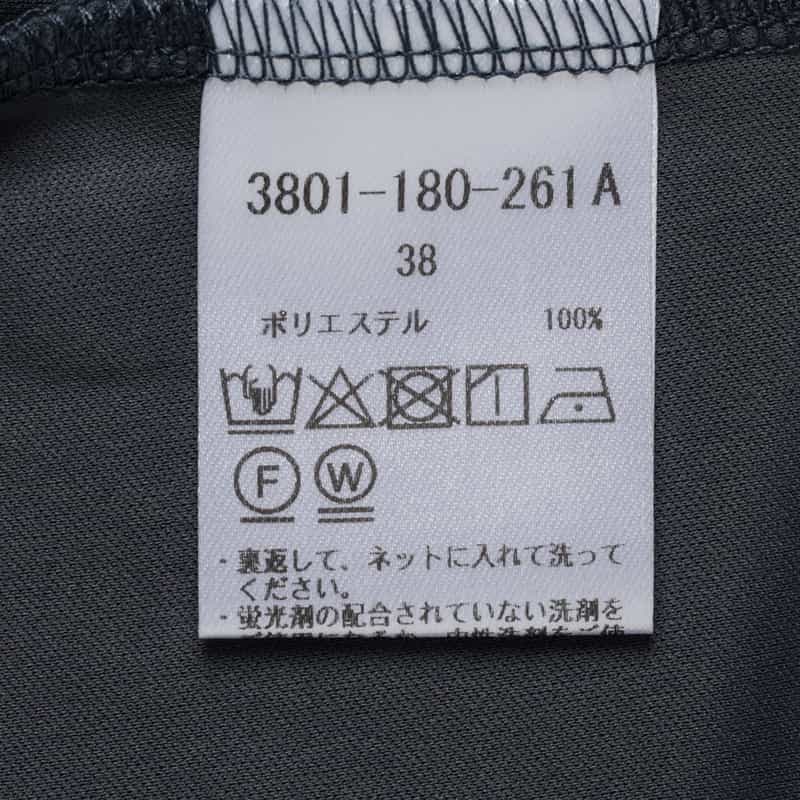 3801-180-261A
38
ポリエステル 100%
F W
・裏返して、ネットに入れて洗って
ください。
・蛍光剤の配合されていない洗剤を